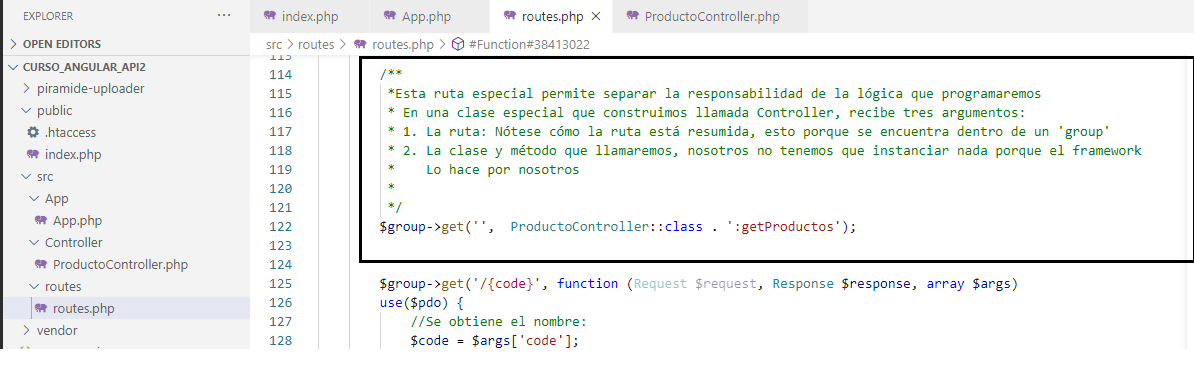 EXPLORER
···
OPEN EDITORS
CURSO_ANGULAR_API2
piramide-uploader
public
.htaccess
index.php
src
App
App.php
Controller
ProductoController.php
routes
routes.php
vendor
index.php
App.php
routes.php ×
ProductoController.php
src > routes > routes.php > #Function#38413022
113
114 /**
115 *Esta ruta especial permite separar la responsabilidad de la lógica que programaremos
116 * En una clase especial que construimos llamada Controller, recibe tres argumentos:
117 * 1. La ruta: Nótese cómo la ruta está resumida, esto porque se encuentra dentro de un 'group'
118 * 2. La clase y método que llamaremos, nosotros no tenemos que instanciar nada porque el framework
119 *    Lo hace por nosotros
120 *
121 */
122 $group->get('',  ProductoController::class . ':getProductos');
123
124
125 $group->get('/{code}', function (Request $request, Response $response, array $args)
126 use($pdo) {
127 //Se obtiene el nombre:
128 $code = $args['code'];